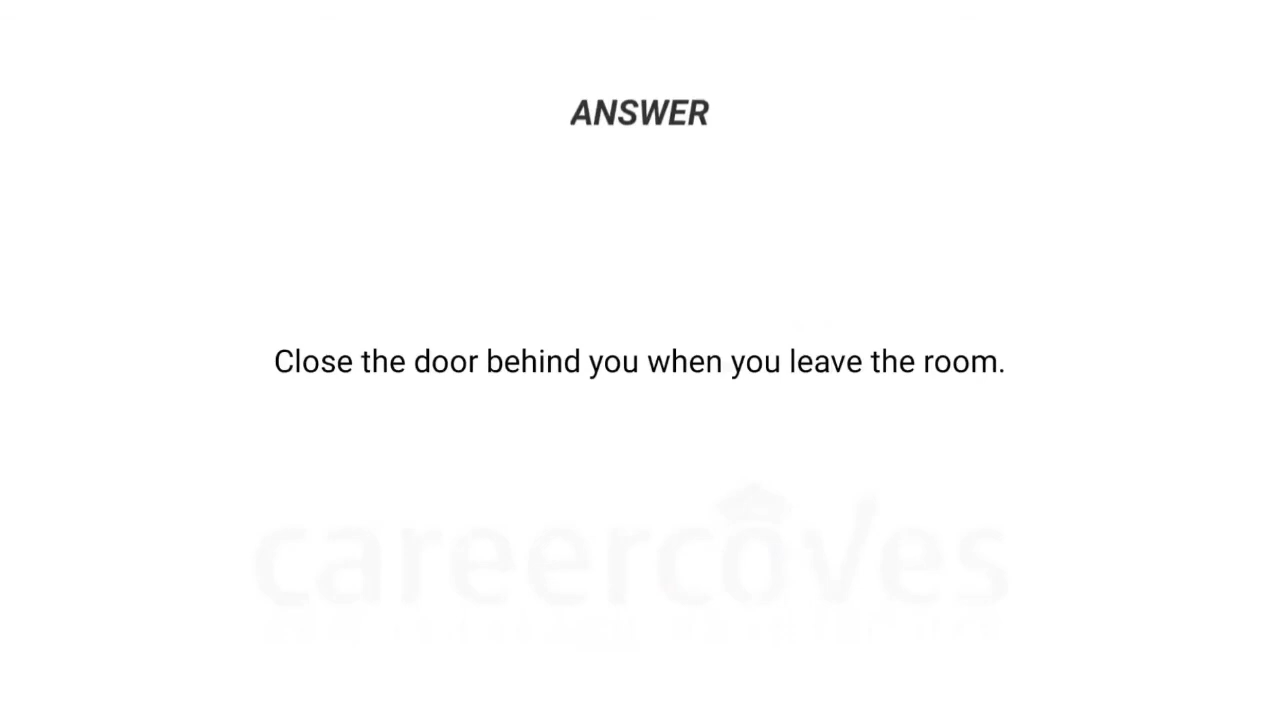 ANSWER
Close the door behind you when you leave the room.
careercoves